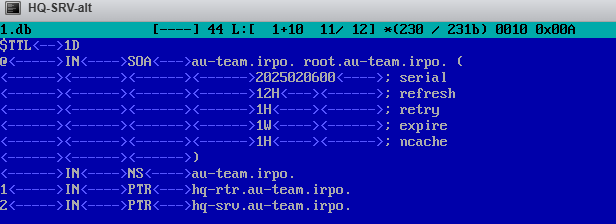 HQ-SRV-alt
1.db [----] 44 L:[ 1+10 11/ 12] *(230 / 231b) 0010 0x00A
$TTL<-->1D
@<----->IN<---->SOA<--->au-team.irpo. root.au-team.irpo. (
<------><------><------><------>2025020600<---->; serial
<------><------><------><------>12H<---><------>; refresh
<------><------><------><------>1H<----><------>; retry
<------><------><------><------>1W<----><------>; expire
<------><------><------><------>1H<----><------>; ncache
<------><------><------>)
<------>IN<---->NS<---->au-team.irpo.
1<----->IN<---->PTR<--->hq-rtr.au-team.irpo.
2<----->IN<---->PTR<--->hq-srv.au-team.irpo.